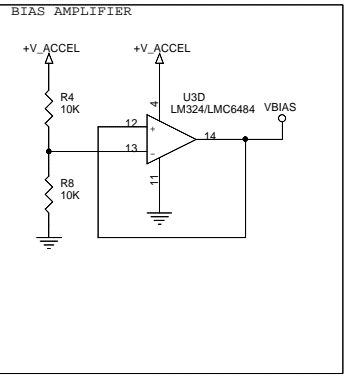 BIAS AMPLIFIER
+V_ACCEL
+V_ACCEL
R4
10K
U3D
LM324/LMC6484
VBIAS
4
12
+
14
13
-
11
R8
10K